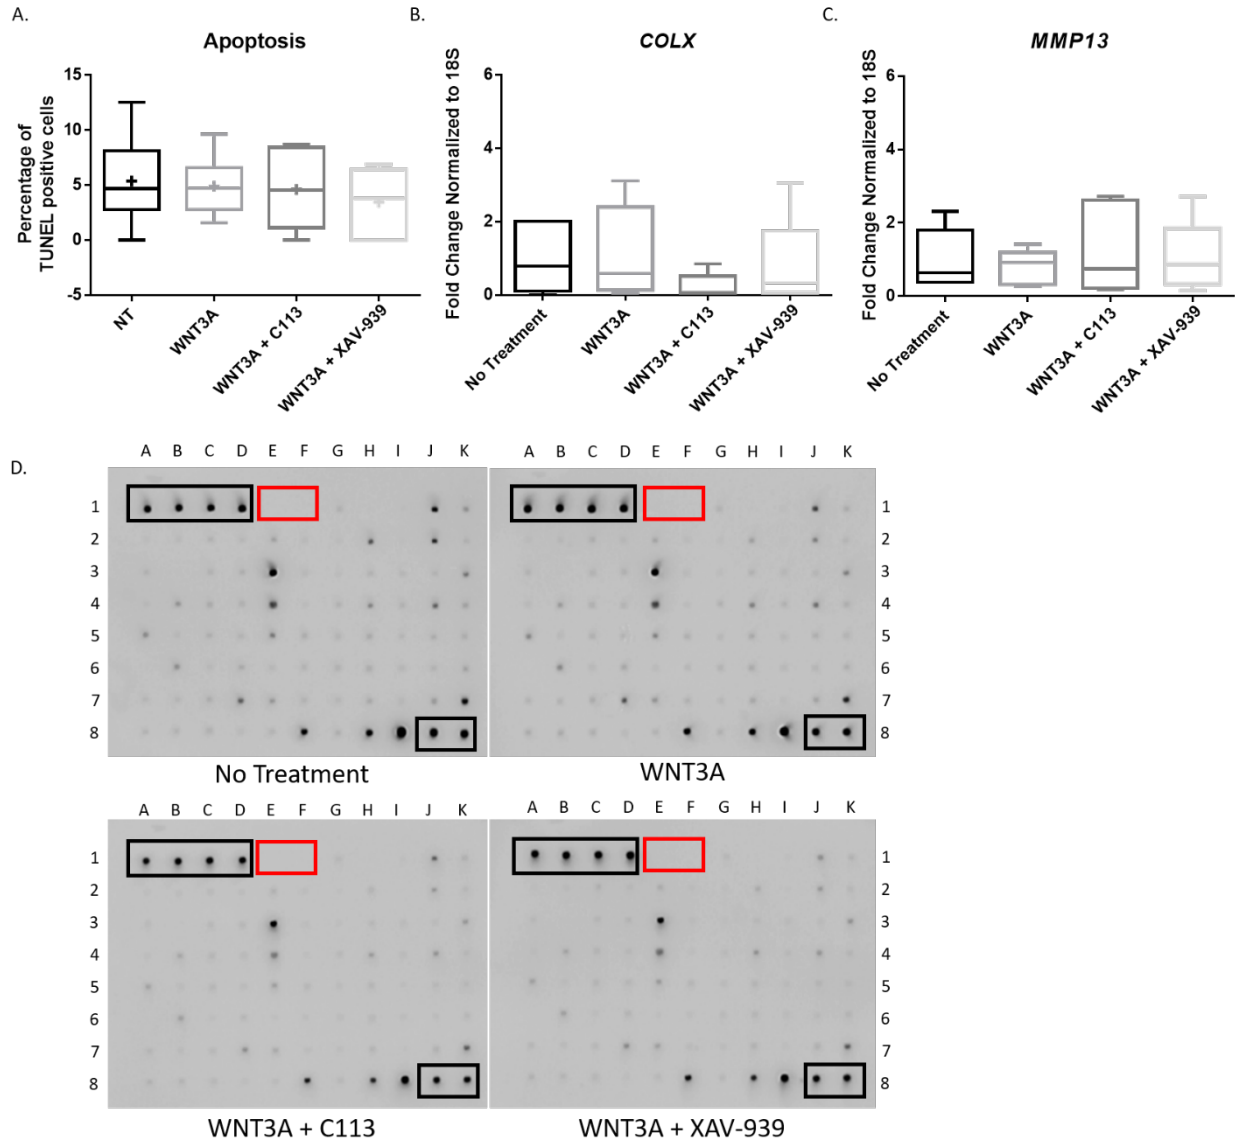 A.
B.
C.
Apoptosis
COLX
MMP13
Percentage of
TUNEL positive cells
15
10
5
0
-5
NT
WNT3A
WNT3A + C113
WNT3A + XAV-939
Fold Change Normalized to 18S
6
4
2
0
No Treatment
WNT3A
WNT3A + C113
WNT3A + XAV-939
Fold Change Normalized to 18S
6
4
2
0
No Treatment
WNT3A
WNT3A + C113
WNT3A + XAV-939
D.
A B C D E F G H I J K
A B C D E F G H I J K
1 1
2 2
3 3
4 4
5 5
6 6
7 7
8 8
No Treatment
WNT3A
A B C D E F G H I J K
A B C D E F G H I J K
1 1
2 2
3 3
4 4
5 5
6 6
7 7
8 8
WNT3A + C113
WNT3A + XAV-939